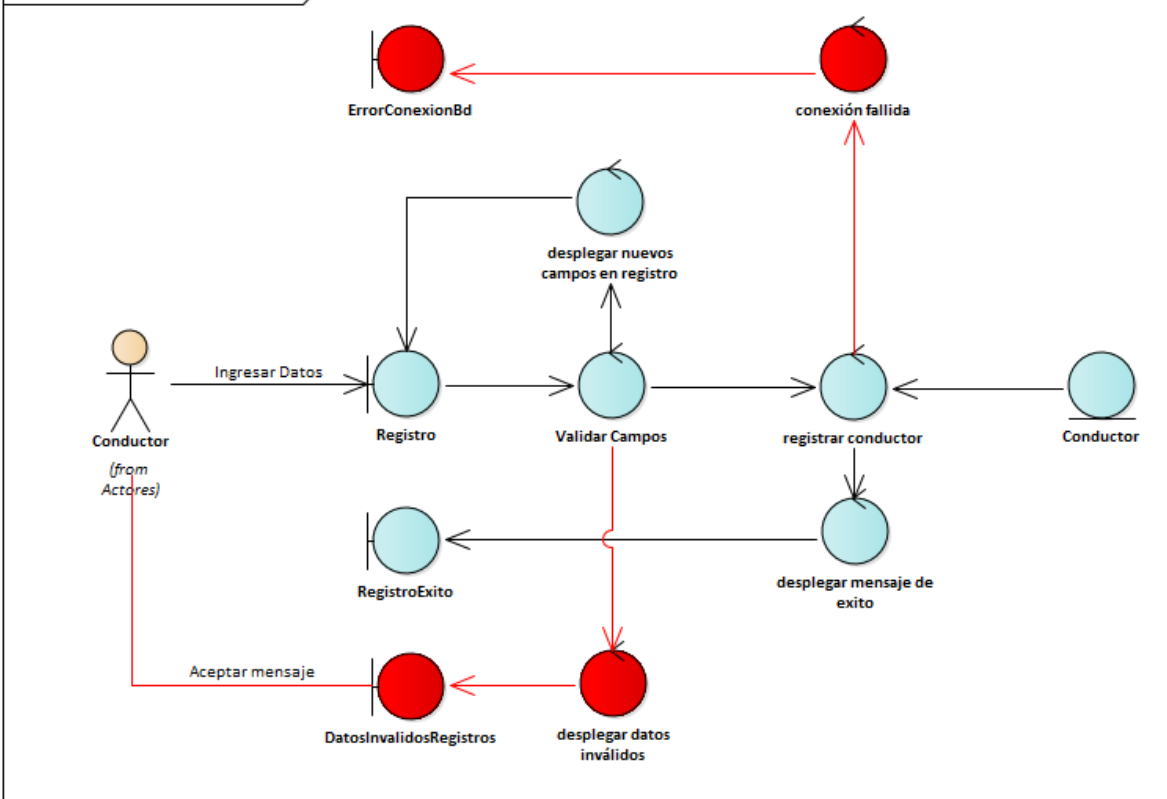 ErrorConexionBd
conexión fallida
desplegar nuevos
campos en registro
Ingresar Datos
Conductor
(from
Actores)
Registro
Validar Campos
registrar conductor
Conductor
RegistroExito
desplegar mensaje de
exito
Aceptar mensaje
DatosInvalidosRegistros
desplegar datos
inválidos